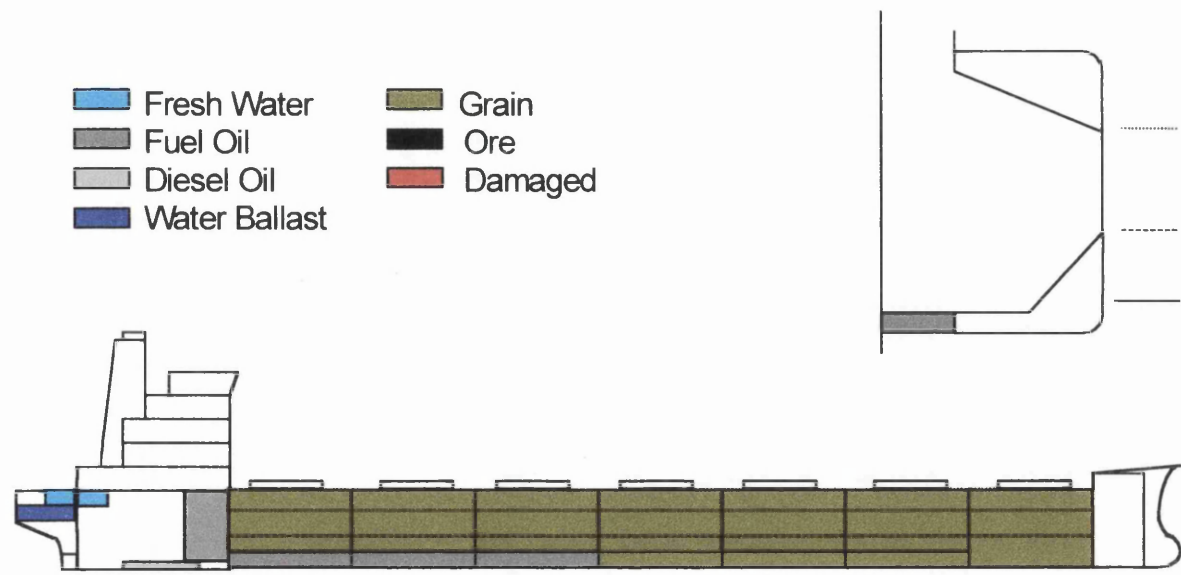 Fresh Water
Fuel Oil
Diesel Oil
Water Ballast
Grain
Ore
Damaged